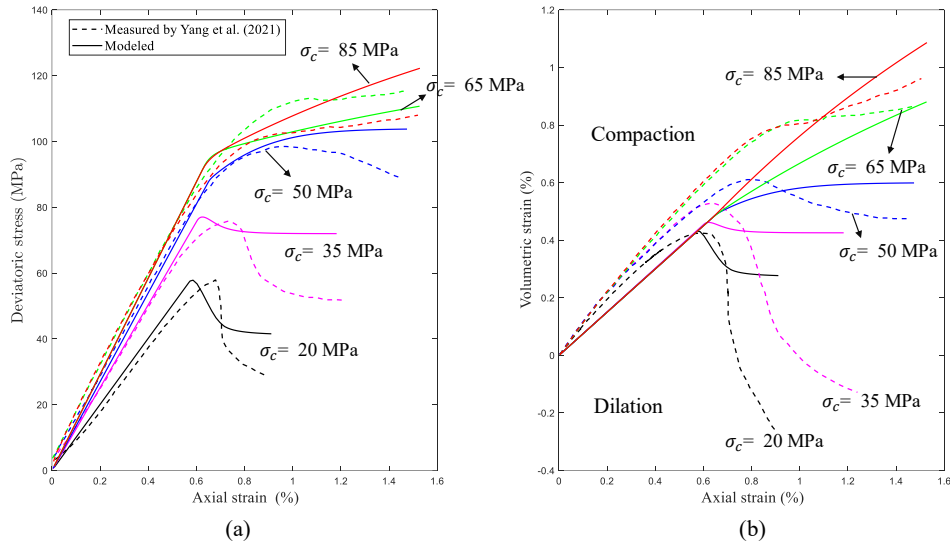 (a)
Measured by Yang et al. (2021)
Modeled
σc= 85 MPa
σc= 65 MPa
σc= 50 MPa
σc= 35 MPa
σc= 20 MPa
Deviatoric stress (MPa)
140
120
100
80
60
40
20
0
0 0.2 0.4 0.6 0.8 1 1.2 1.4 1.6
Axial strain (%)
(a)
(b)
σc= 85 MPa
Compaction
σc= 65 MPa
σc= 50 MPa
Dilation
σc= 35 MPa
σc= 20 MPa
Volumetric strain (%)
1.2
1
0.8
0.6
0.4
0.2
0
-0.2
-0.4
0 0.2 0.4 0.6 0.8 1 1.2 1.4 1.6
Axial strain (%)
(b)